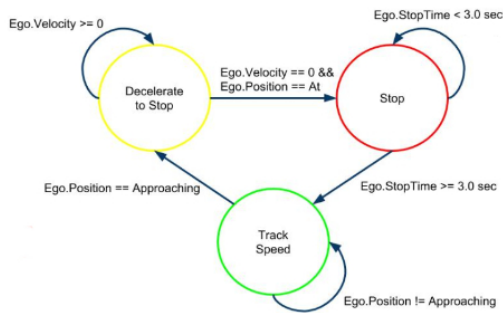 Ego.StopTime < 3.0 sec
Ego.Velocity >= 0
Ego.Velocity == 0 &&
Ego.Position == At
Decelerate
to Stop
Stop
Ego.Position == Approaching
Ego.StopTime >= 3.0 sec
Track
Speed
Ego.Position != Approaching